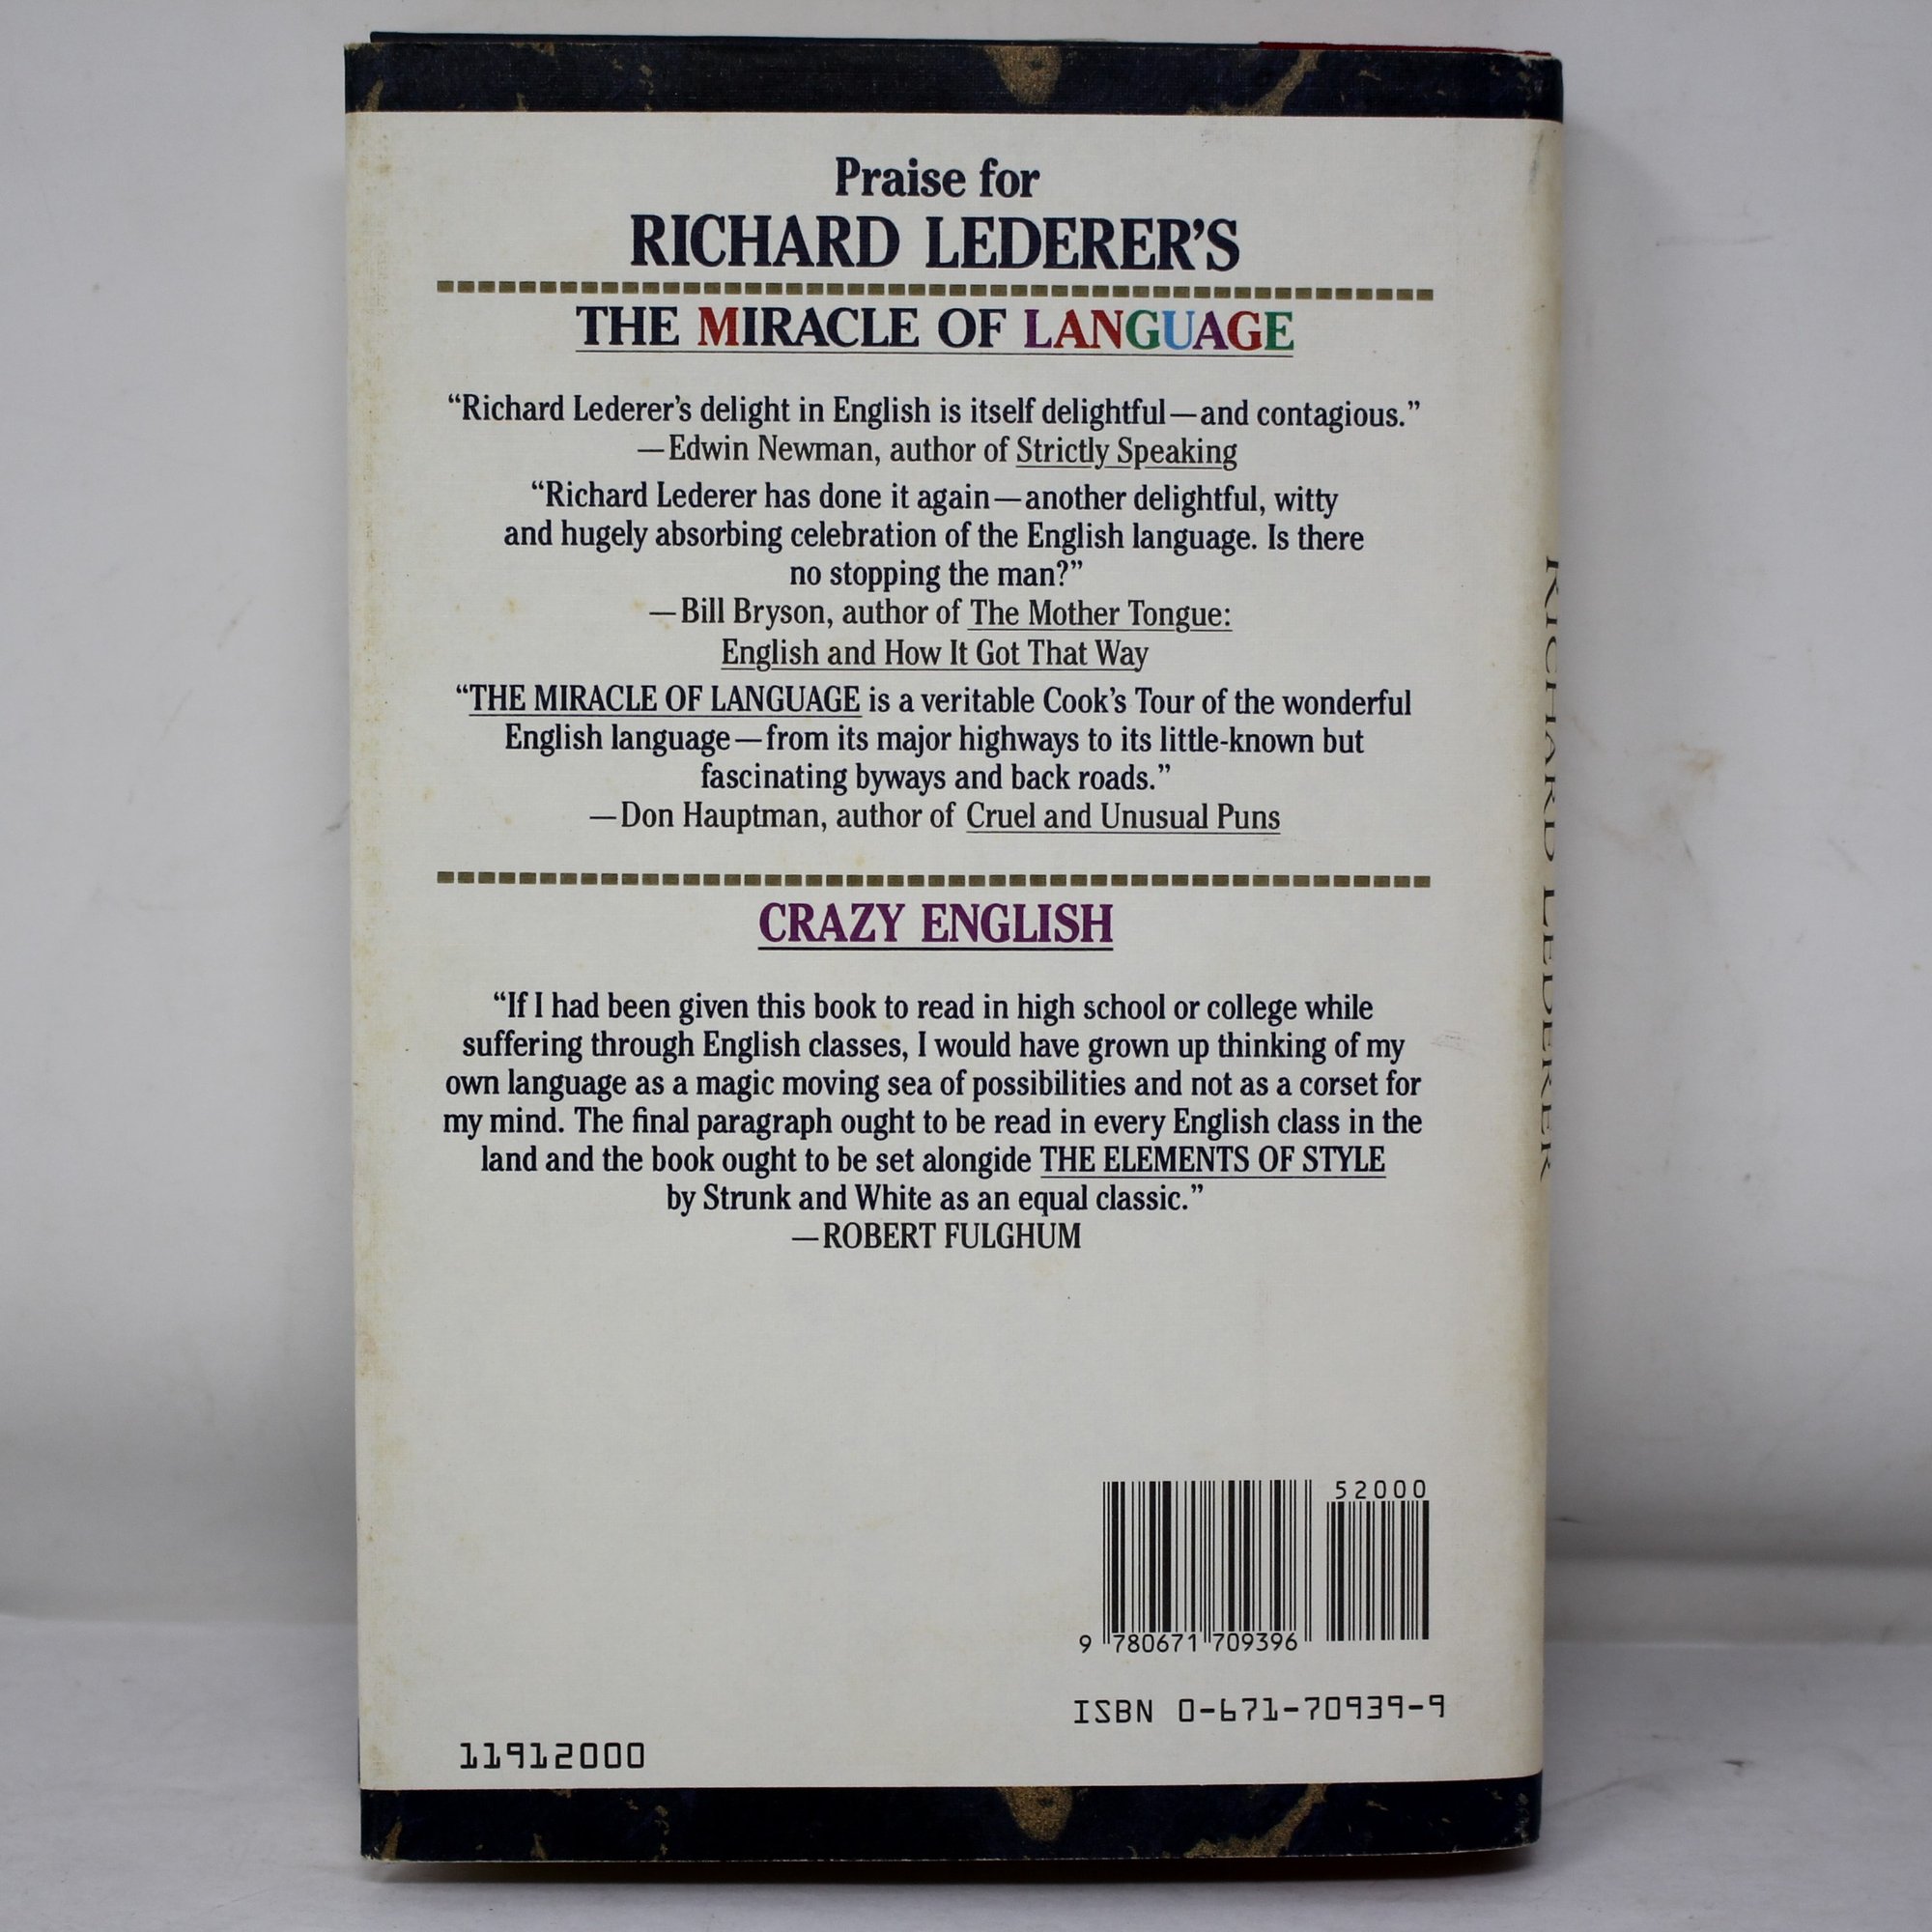 Praise for
RICHARD LEDERER'S
THE MIRACLE OF LANGUAGE
“Richard Lederer's delight in English is itself delightful—and contagious.”
—Edwin Newman, author of Strictly Speaking
“Richard Lederer has done it again—another delightful, witty
and hugely absorbing celebration of the English language. Is there
no stopping the man?”
—Bill Bryson, author of The Mother Tongue:
English and How It Got That Way
“THE MIRACLE OF LANGUAGE is a veritable Cook's Tour of the wonderful
English language—from its major highways to its little-known but
fascinating byways and back roads.”
—Don Hauptman, author of Cruel and Unusual Puns
CRAZY ENGLISH
“If I had been given this book to read in high school or college while
suffering through English classes, I would have grown up thinking of my
own language as a magic moving sea of possibilities and not as a corset for
my mind. The final paragraph ought to be read in every English class in the
land and the book ought to be set alongside THE ELEMENTS OF STYLE
by Strunk and White as an equal classic.”
—ROBERT FULGHUM
52000
9 780671 709396
ISBN 0-671-70939-9
11912000
RICHARD LEDERER